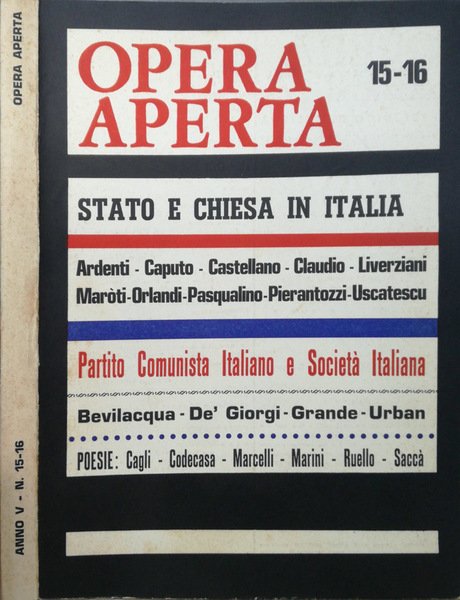 OPERA APERTA
ANNO V - N. 15-16
OPERA
APERTA
15-16
STATO E CHIESA IN ITALIA
Ardenti - Caputo - Castellano - Claudio - Liverziani
Maròti - Orlandi - Pasqualino - Pierantozzi - Uscatescu
Partito Comunista Italiano e Società Italiana
Bevilacqua - De' Giorgi - Grande - Urban
POESIE: Cagli - Codecasa - Marcelli - Marini - Ruello - Saccà